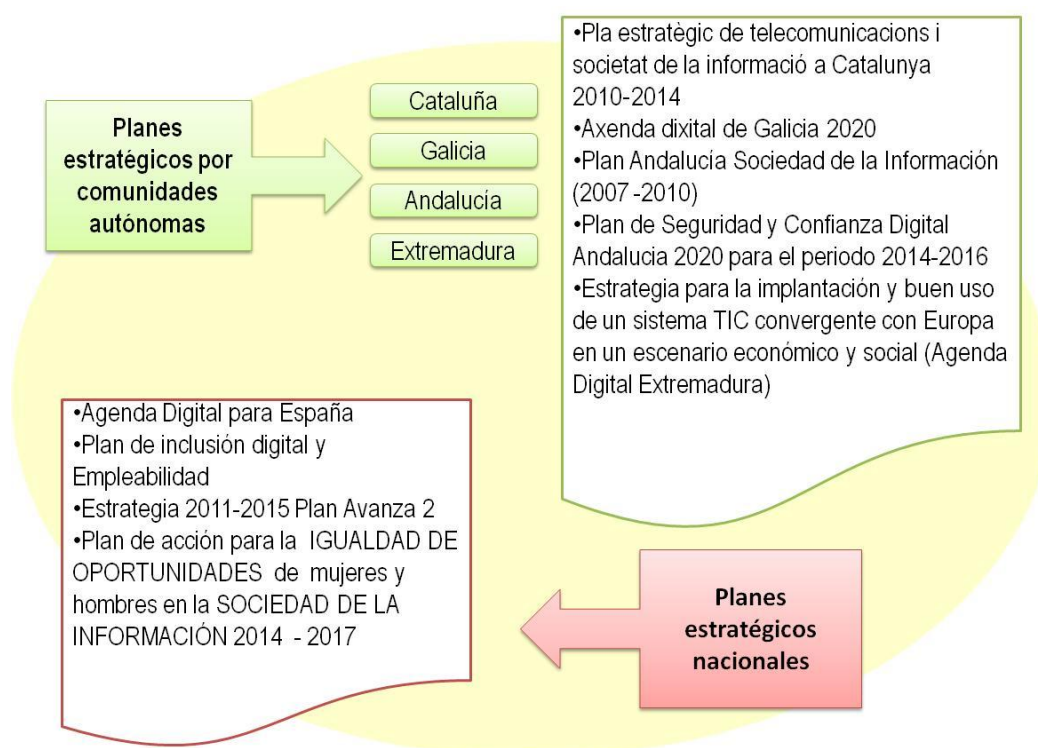 Planes
estratégicos por
comunidades
autónomas
Cataluña
Galicia
Andalucía
Extremadura
•Pla estratègic de telecomunicacions i
societat de la informació a Catalunya
2010-2014
•Axenda dixital de Galicia 2020
•Plan Andalucía Sociedad de la Información
(2007 -2010)
•Plan de Seguridad y Confianza Digital
Andalucia 2020 para el periodo 2014-2016
•Estrategia para la implantación y buen uso
de un sistema TIC convergente con Europa
en un escenario económico y social (Agenda
Digital Extremadura)
•Agenda Digital para España
•Plan de inclusión digital y
Empleabilidad
•Estrategia 2011-2015 Plan Avanza 2
•Plan de acción para la  IGUALDAD DE
OPORTUNIDADES  de  mujeres y
hombres en la SOCIEDAD DE LA
INFORMACIÓN 2014  - 2017
Planes
estratégicos
nacionales